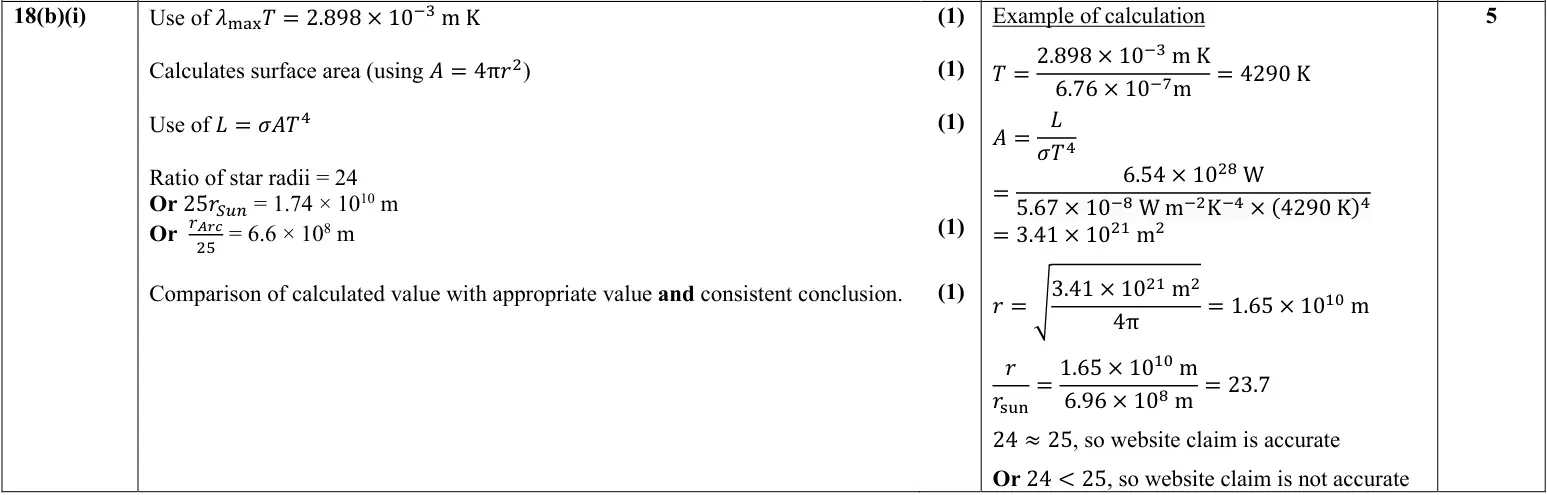 18(b)(i)
Use of λmaxT = 2.898 × 10⁻³ m K (1)
Calculates surface area (using A = 4πr²) (1)
Use of L = σAT⁴ (1)
Ratio of star radii = 24
Or 25rSun = 1.74 × 10¹⁰ m
Or rArc/25 = 6.6 × 10⁸ m (1)
Comparison of calculated value with appropriate value and consistent conclusion. (1)
Example of calculation
T = 2.898 × 10⁻³ m K / 6.76 × 10⁻⁷m = 4290 K
A = L / σT⁴
= 6.54 × 10²⁸ W / 5.67 × 10⁻⁸ W m⁻²K⁻⁴ × (4290 K)⁴
= 3.41 × 10²¹ m²
r = √(3.41 × 10²¹ m² / 4π) = 1.65 × 10¹⁰ m
r / rsun = 1.65 × 10¹⁰ m / 6.96 × 10⁸ m = 23.7
24 ≈ 25, so website claim is accurate
Or 24 < 25, so website claim is not accurate
5